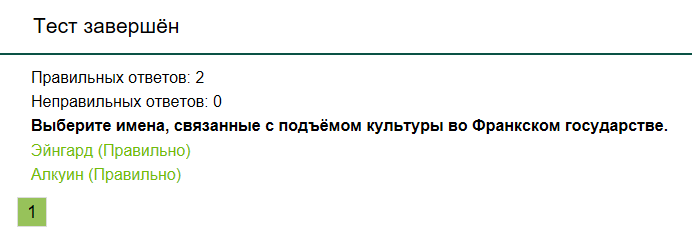 Тест завершён
Правильных ответов: 2
Неправильных ответов: 0
Выберите имена, связанные с подъёмом культуры во Франкском государстве.
Эйнгард (Правильно)
Алкуин (Правильно)
1